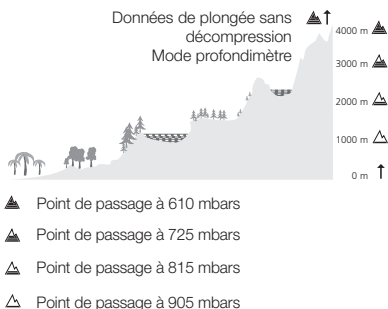 Données de plongée sans
décompression
Mode profondimètre
4000 m
3000 m
2000 m
1000 m
0 m
Point de passage à 610 mbars
Point de passage à 725 mbars
Point de passage à 815 mbars
Point de passage à 905 mbars